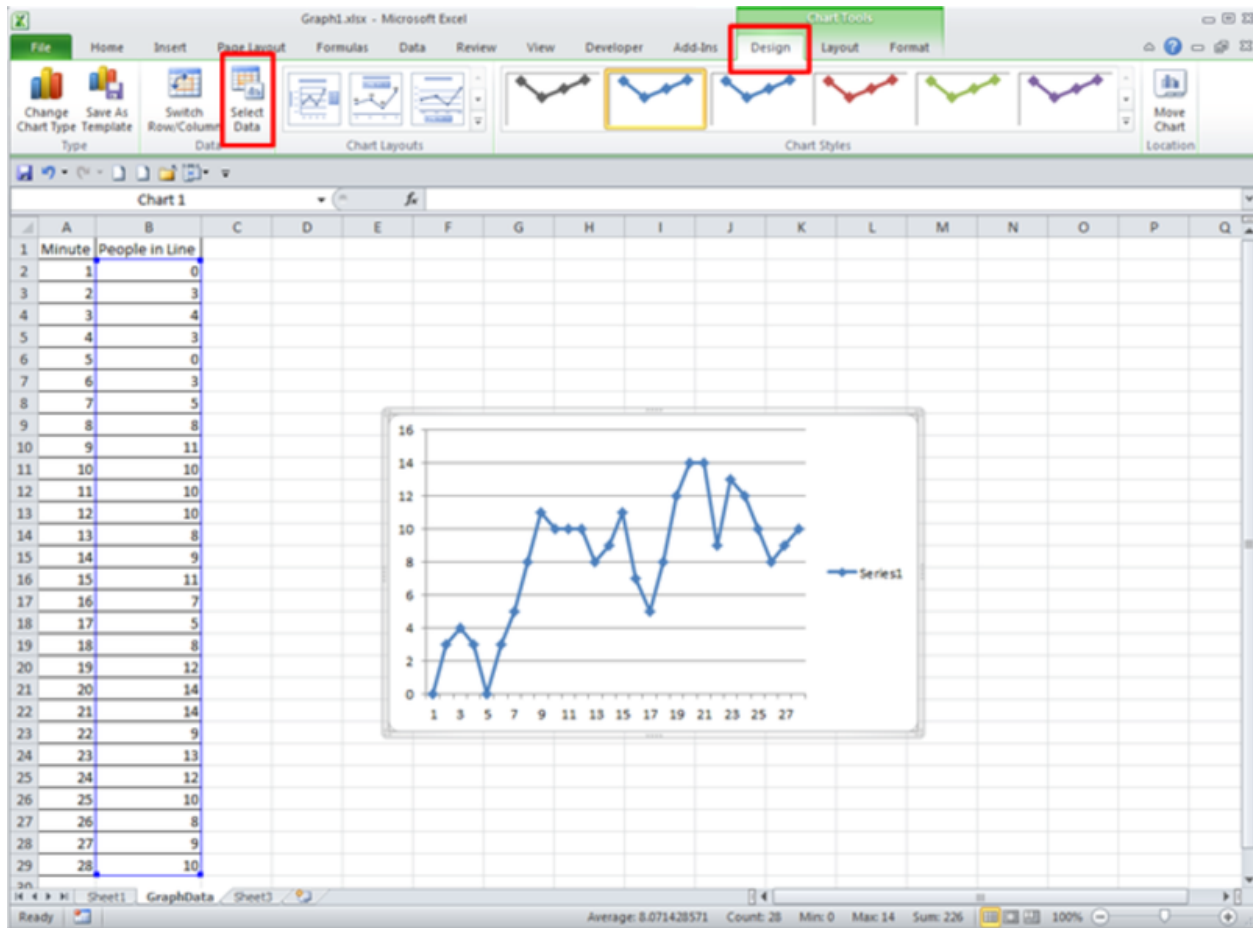 Graph1.xlsx - Microsoft Excel
Chart Tools
File Home Insert Page Layout Formulas Data Review View Developer Add-Ins Design Layout Format
Change Chart Type
Save As Template
Switch Row/Column
Select Data
Move Chart
Type Data Chart Layouts Chart Styles Location
Chart 1 fx
A B C D E F G H I J K L M N O P Q
1 Minute People in Line
2 1 0
3 2 3
4 3 4
5 4 3
6 5 0
7 6 3
8 7 5
9 8 8
10 9 11
11 10 10
12 11 10
13 12 10
14 13 8
15 14 9
16 15 11
17 16 7
18 17 5
19 18 8
20 19 12
21 20 14
22 21 14
23 22 9
24 23 13
25 24 12
26 25 10
27 26 8
28 27 9
29 28 10
16
14
12
10
8
6
4
2
0
1 3 5 7 9 11 13 15 17 19 21 23 25 27
Series1
Sheet1 GraphData Sheet3
Ready Average: 8.071428571 Count: 28 Min: 0 Max: 14 Sum: 226 100%